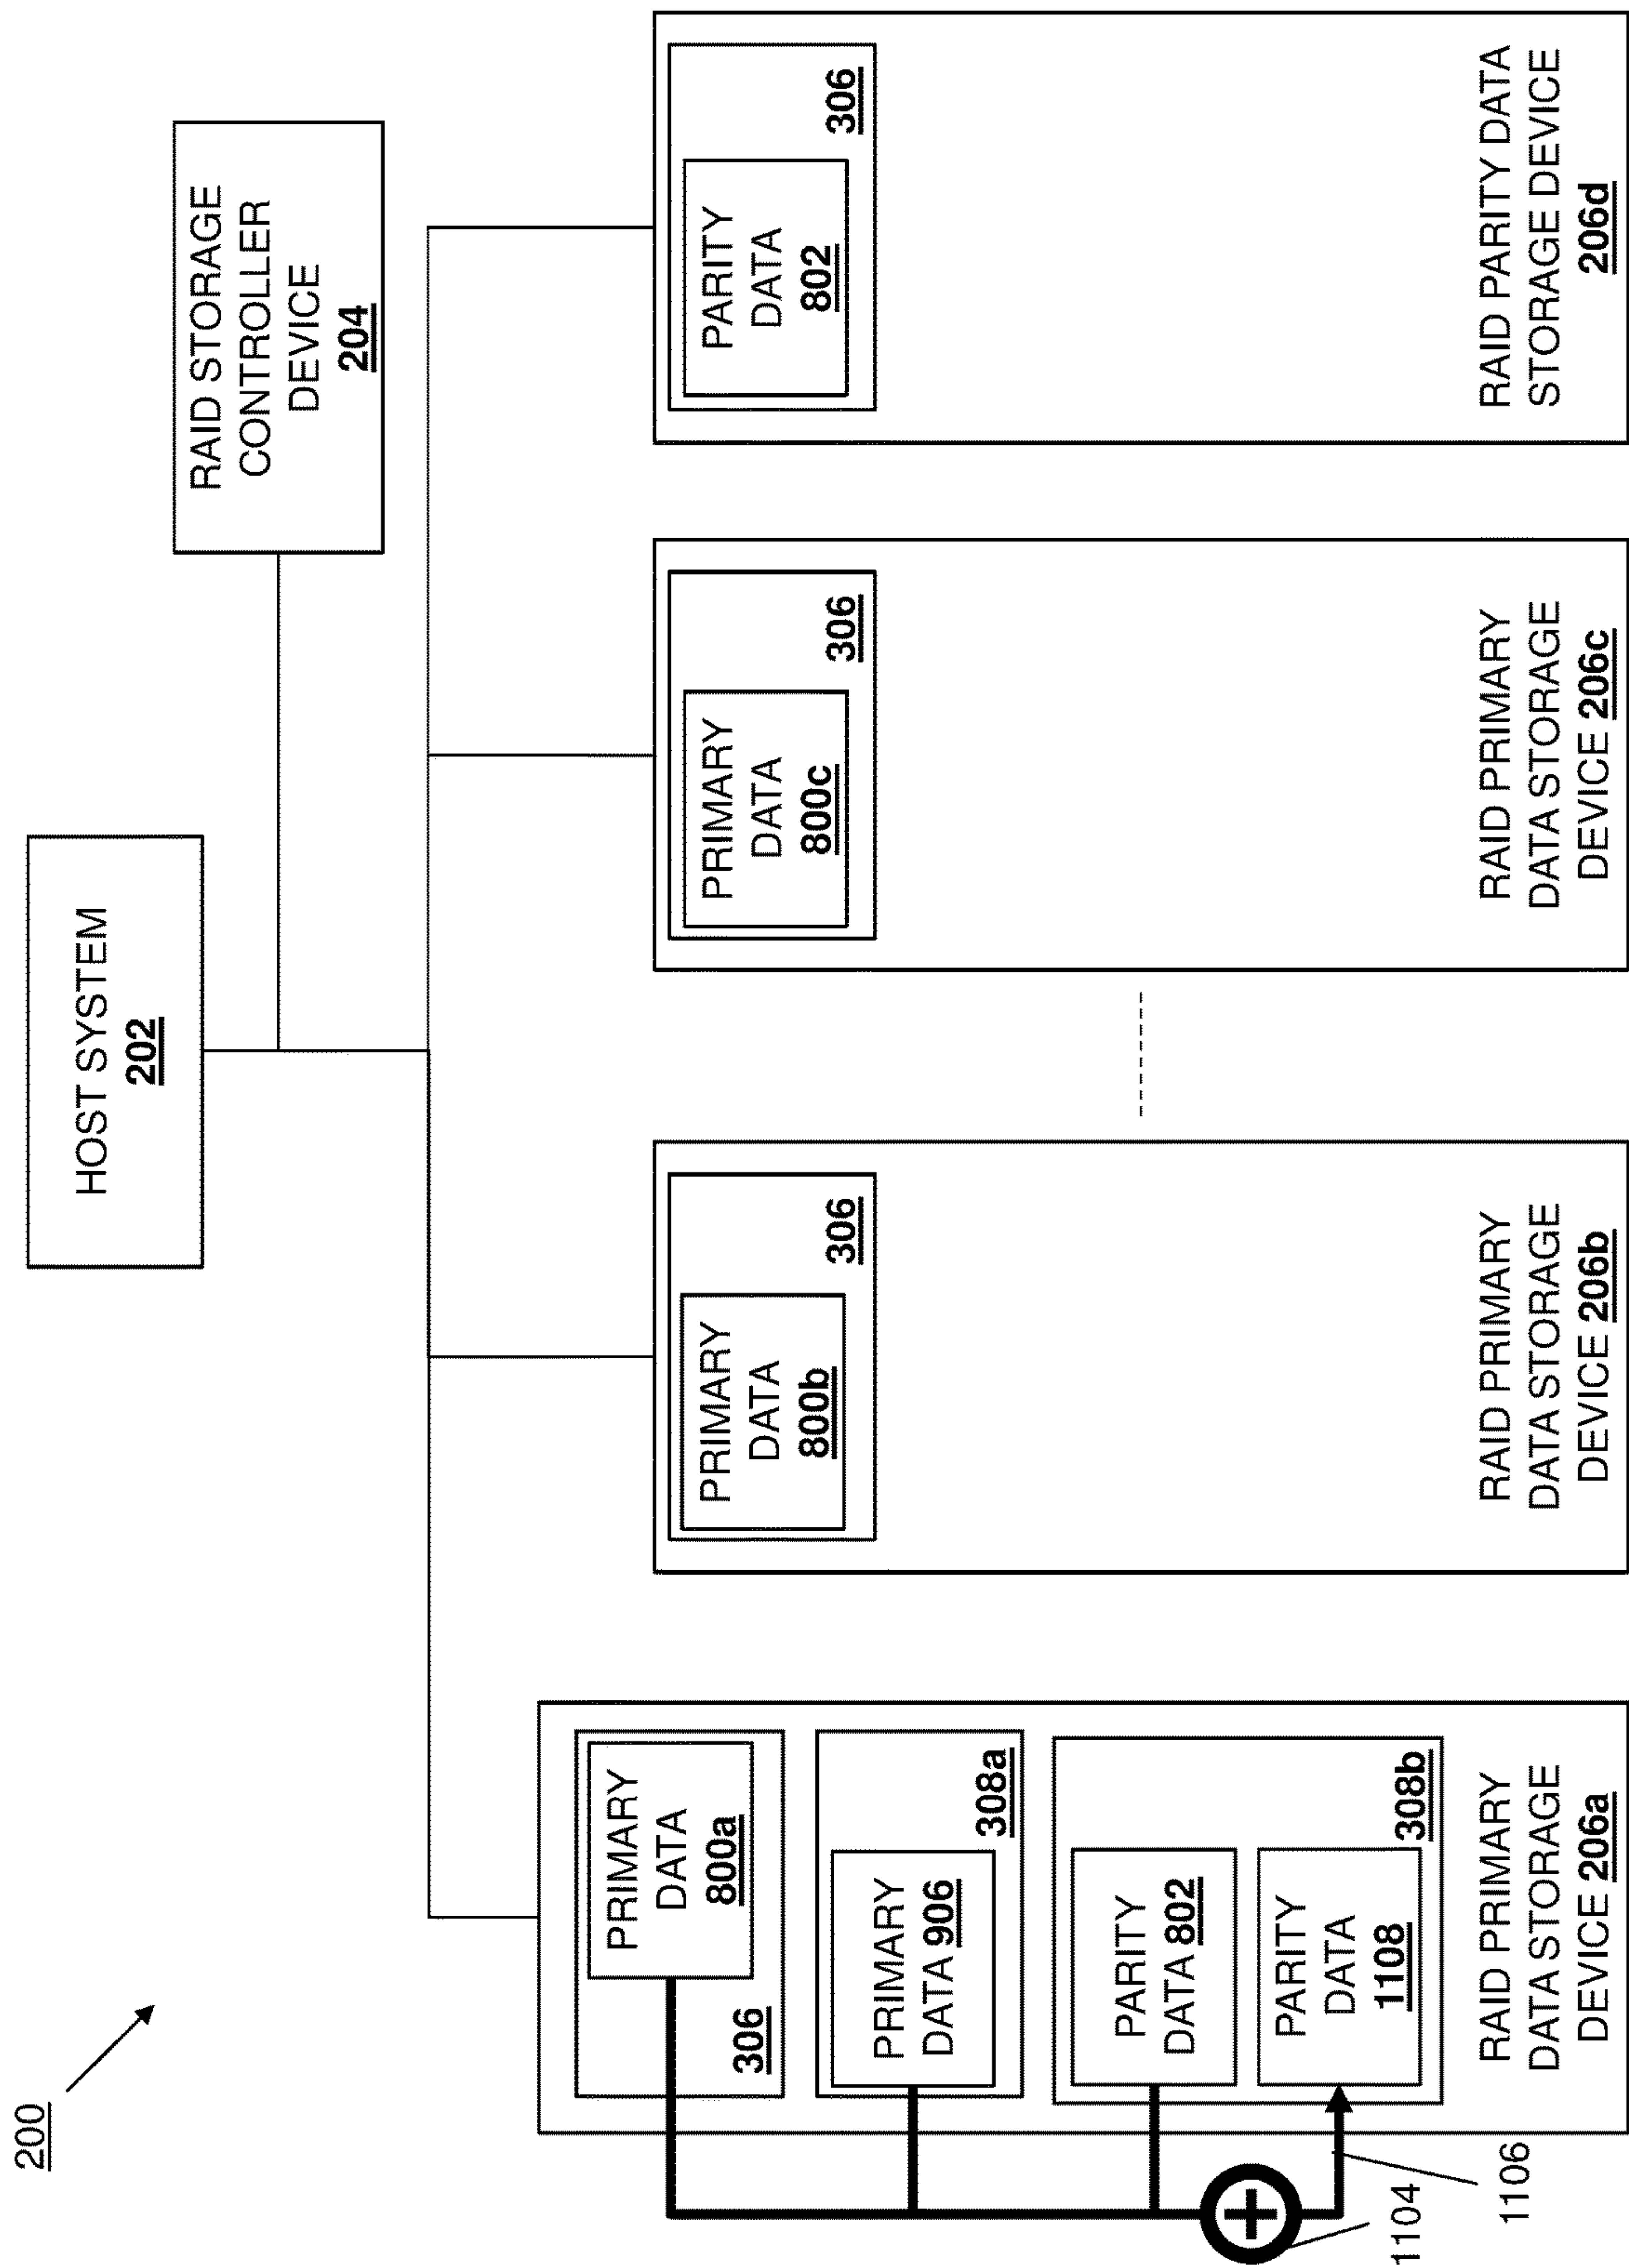 200
HOST SYSTEM
202
RAID STORAGE
CONTROLLER
DEVICE
204
PRIMARY
DATA
800a
306
PRIMARY
DATA 906
308a
PARITY
DATA 802
PARITY
DATA
1108
308b
RAID PRIMARY
DATA STORAGE
DEVICE 206a
1104
1106
PRIMARY
DATA
800b
306
RAID PRIMARY
DATA STORAGE
DEVICE 206b
PRIMARY
DATA
800c
306
RAID PRIMARY
DATA STORAGE
DEVICE 206c
PARITY
DATA
802
306
RAID PARITY DATA
STORAGE DEVICE
206d